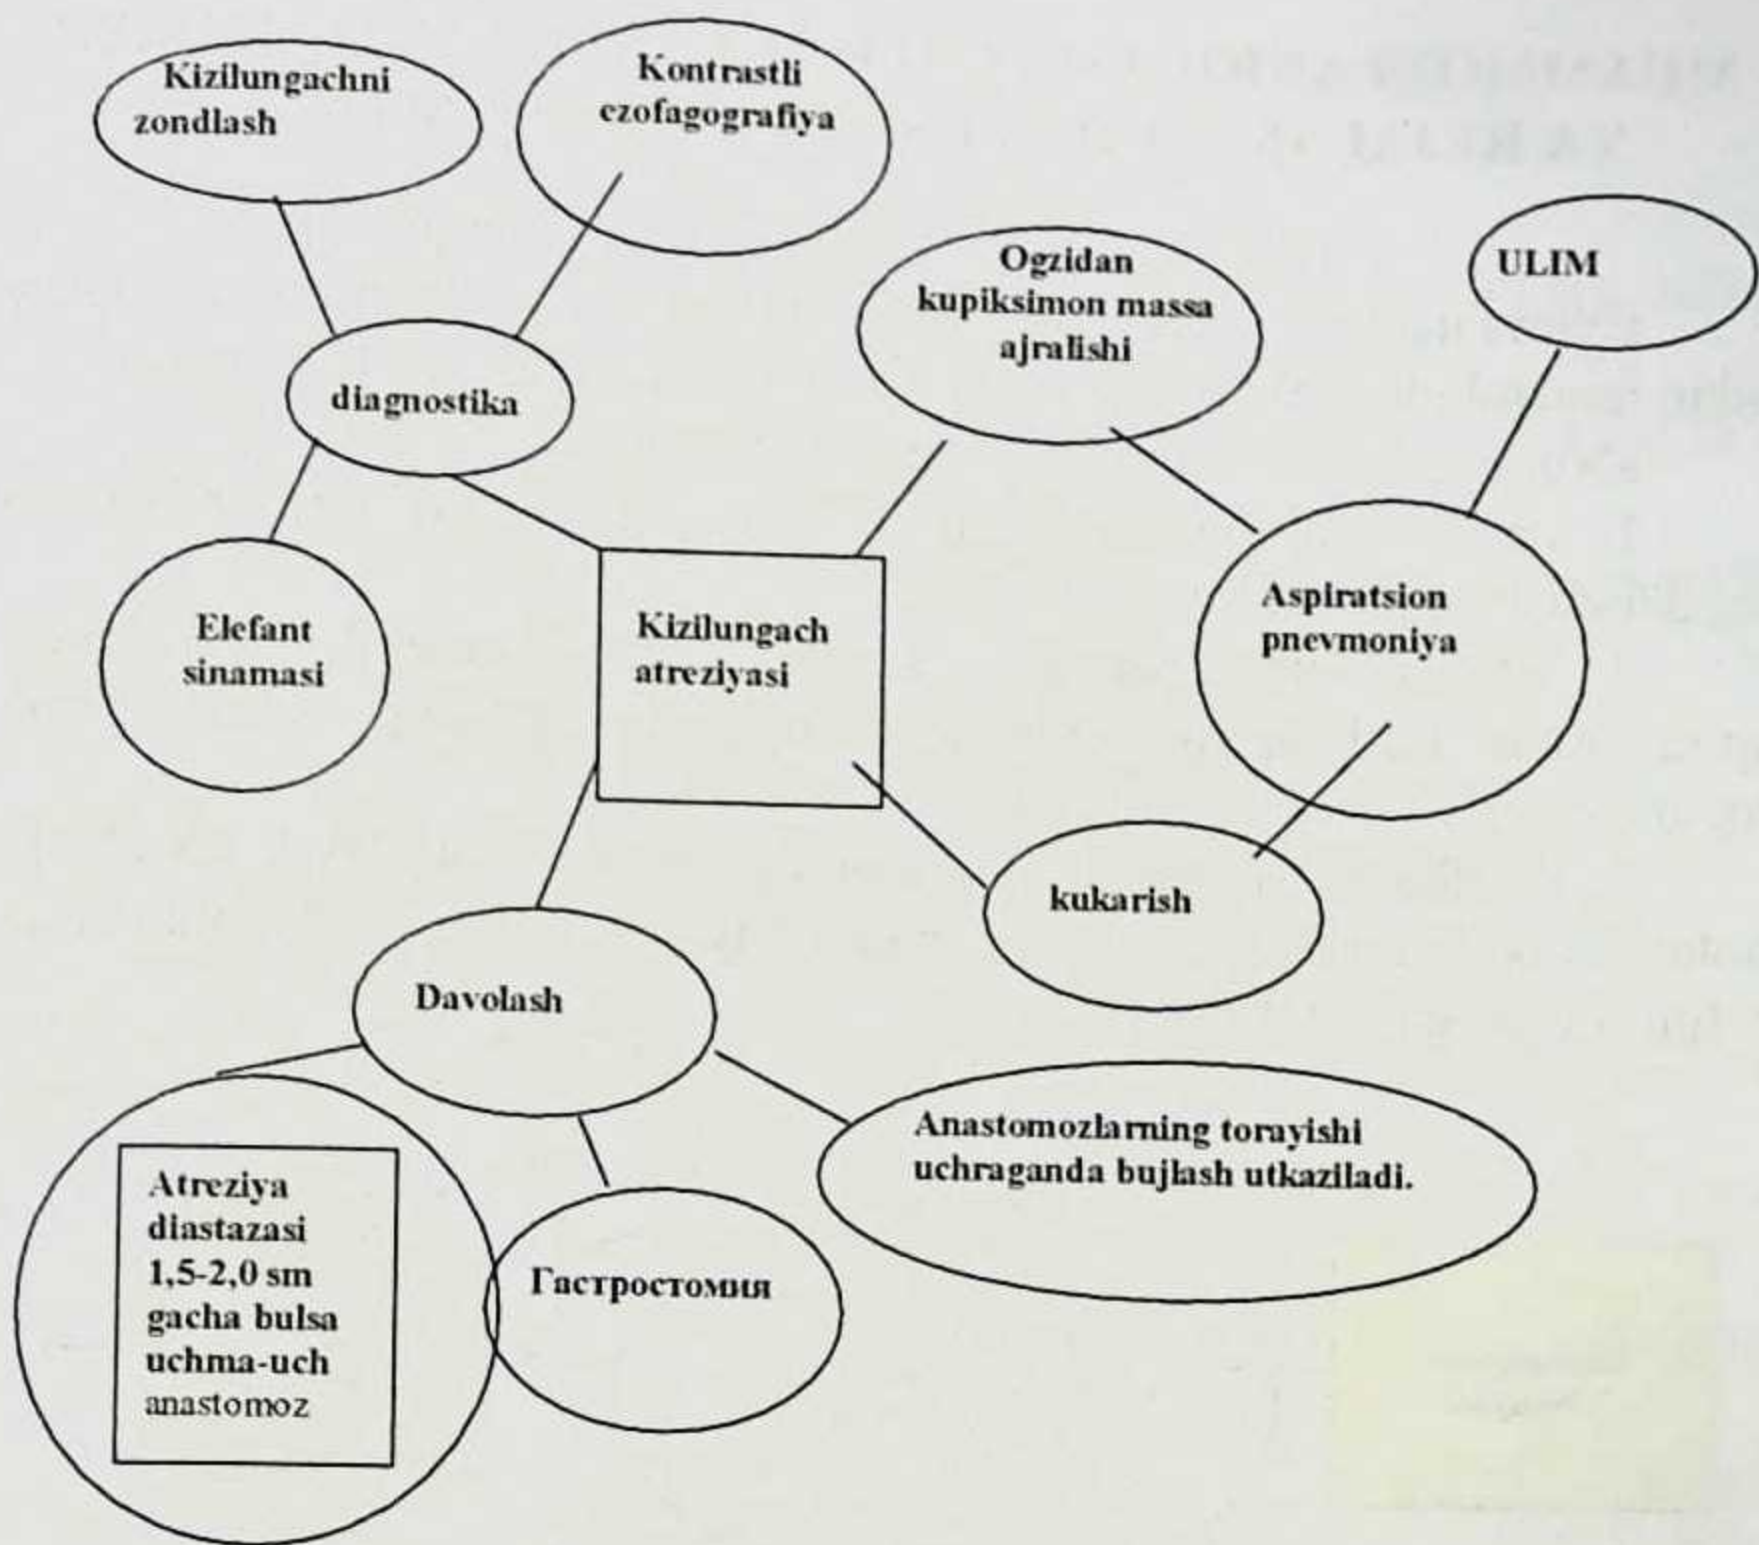 Kizilungachni
zondlash
Kontrastli
ezofagografiya
Ogzidan
kupiksimon massa
ajralishi
ULIM
diagnostika
Elefant
sinamasi
Kizilungach
atreziyasi
Aspiratsion
pnevmoniya
kukarish
Davolash
Anastomozlarning torayishi
uchraganda bujlash utkaziladi.
Atreziya
diastazasi
1,5-2,0 sm
gacha bulsa
uchma-uch
anastomoz
Гастростомия